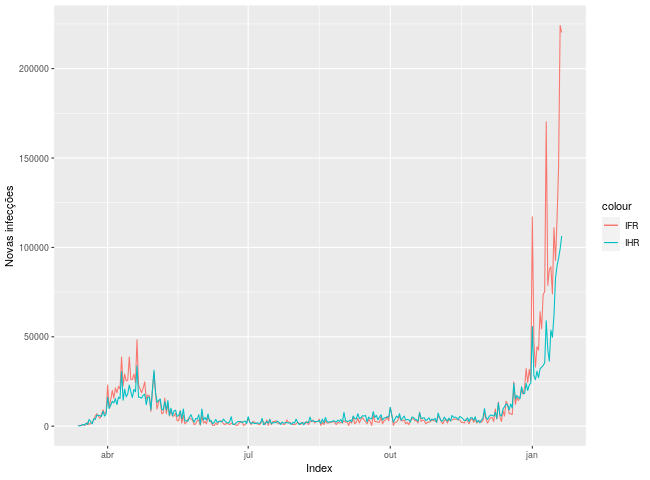 Novas infecções
200000
150000
100000
50000
0
abr
jul
out
jan
Index
colour
IFR
IHR